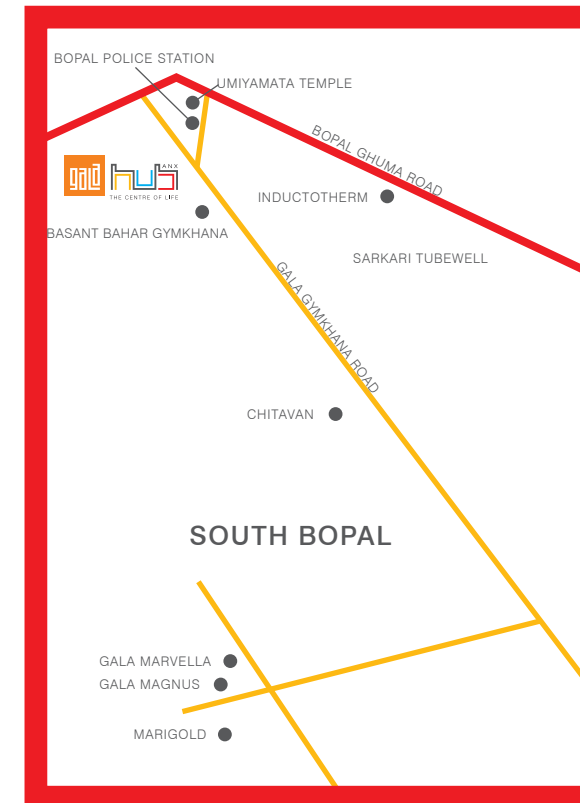 BOPAL POLICE STATION
UMIYAMATA TEMPLE
BOPAL GHUMA ROAD
gala
hub
ANX
THE CENTRE OF LIFE
INDUCTOTHERM
BASANT BAHAR GYMKHANA
SARKARI TUBEWELL
GALA GYMKHANA ROAD
CHITAVAN
SOUTH BOPAL
GALA MARVELLA
GALA MAGNUS
MARIGOLD